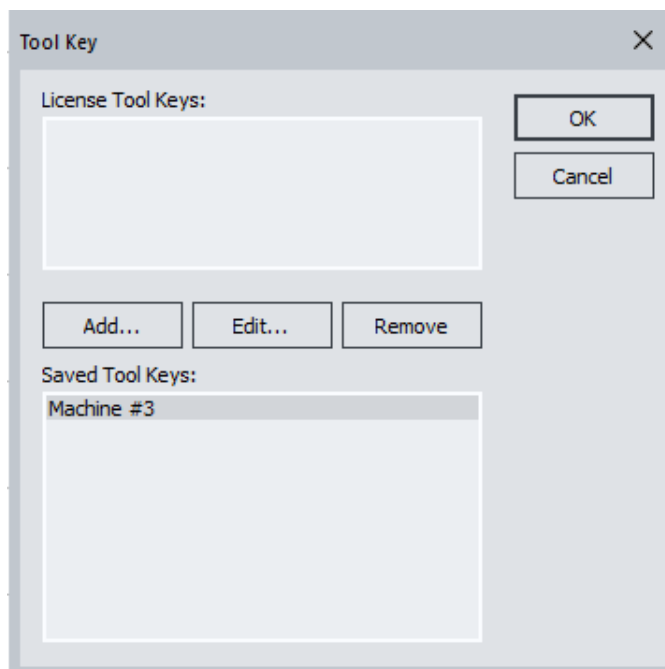 Tool Key
License Tool Keys:
OK
Cancel
Add...
Edit...
Remove
Saved Tool Keys:
Machine #3